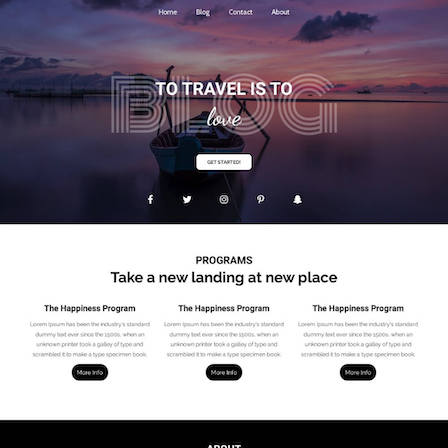 Home Blog Contact About
BLOG
TO TRAVEL IS TO
love
GET STARTED!
PROGRAMS
Take a new landing at new place
The Happiness Program The Happiness Program The Happiness Program
Lorem Ipsum has been the industry's standard Lorem Ipsum has been the industry's standard Lorem Ipsum has been the industry's standard
dummy text ever since the 1500s, when an dummy text ever since the 1500s, when an dummy text ever since the 1500s, when an
unknown printer took a galley of type and unknown printer took a galley of type and unknown printer took a galley of type and
scrambled it to make a type specimen book. scrambled it to make a type specimen book. scrambled it to make a type specimen book.
More Info More Info More Info
ABOUT